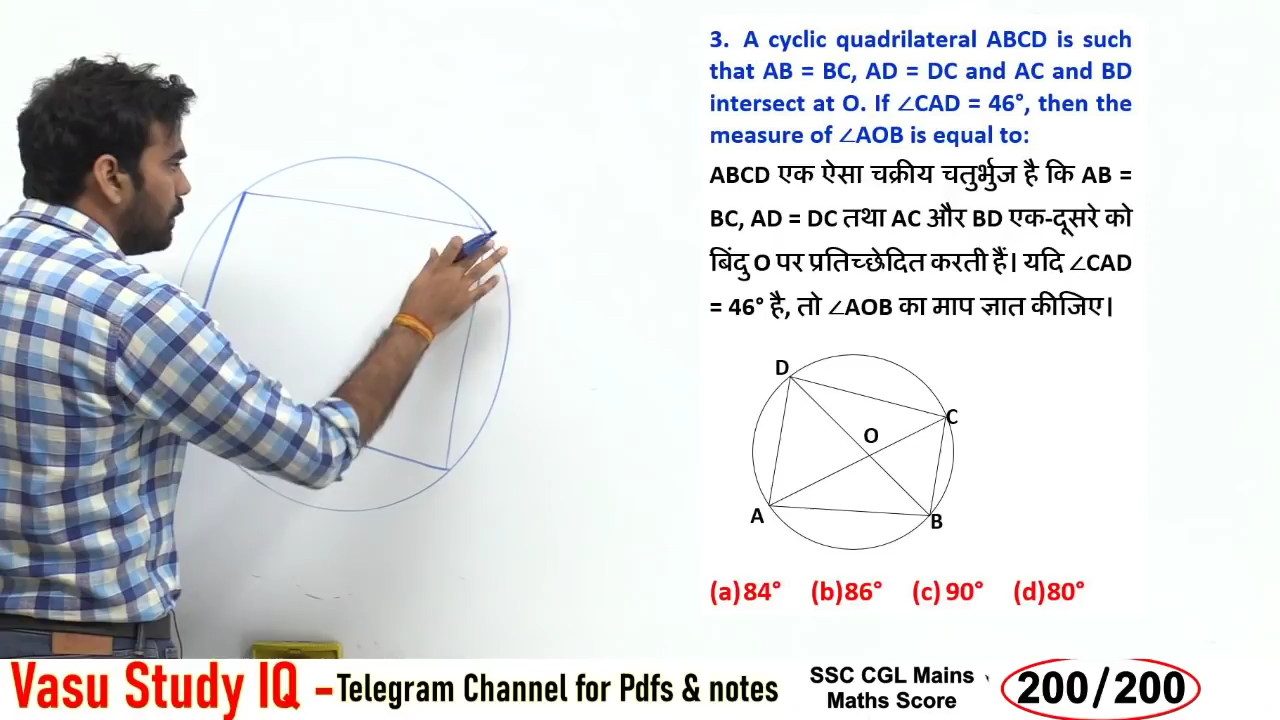 3. A cyclic quadrilateral ABCD is such
that AB = BC, AD = DC and AC and BD
intersect at O. If ∠CAD = 46°, then the
measure of ∠AOB is equal to:
ABCD एक ऐसा चक्रीय चतुर्भुज है कि AB =
BC, AD = DC तथा AC और BD एक-दूसरे को
बिंदु O पर प्रतिच्छेदित करती हैं। यदि ∠CAD
= 46° है, तो ∠AOB का माप ज्ञात कीजिए।
D
C
O
A
B
(a)84° (b)86° (c) 90° (d)80°
Vasu Study IQ – Telegram Channel for Pdfs & notes
SSC CGL Mains
Maths Score
200/200